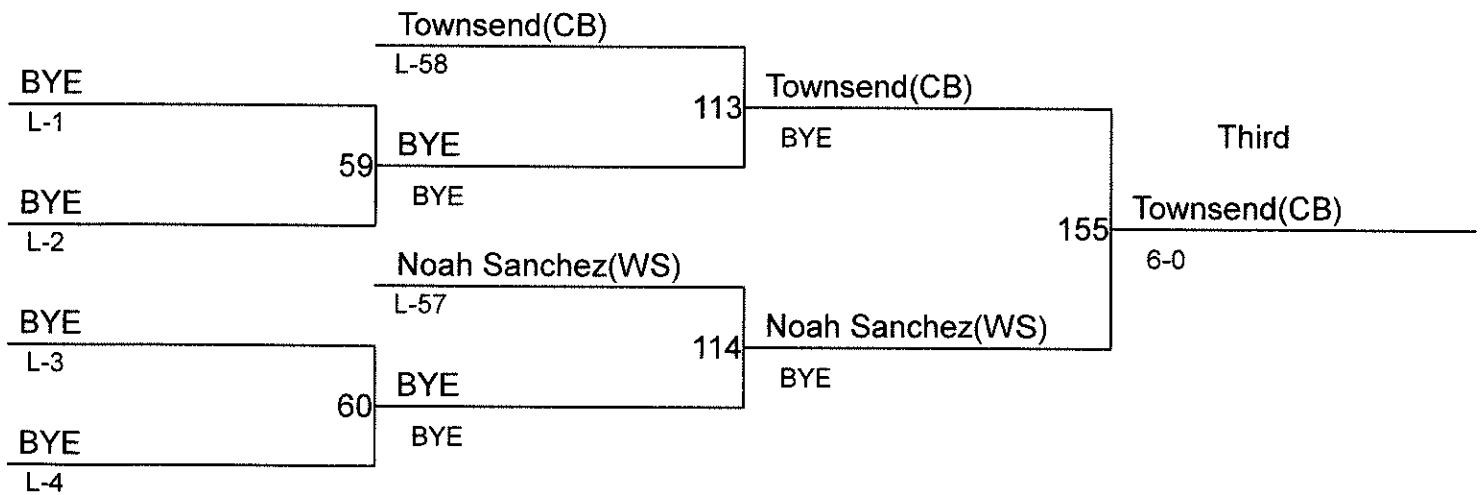 Townsend(CB)
L-58
BYE
L-1
113
Townsend(CB)
BYE
Third
59
BYE
BYE
BYE
L-2
155
Townsend(CB)
6-0
Noah Sanchez(WS)
L-57
BYE
L-3
114
Noah Sanchez(WS)
BYE
60
BYE
BYE
BYE
L-4